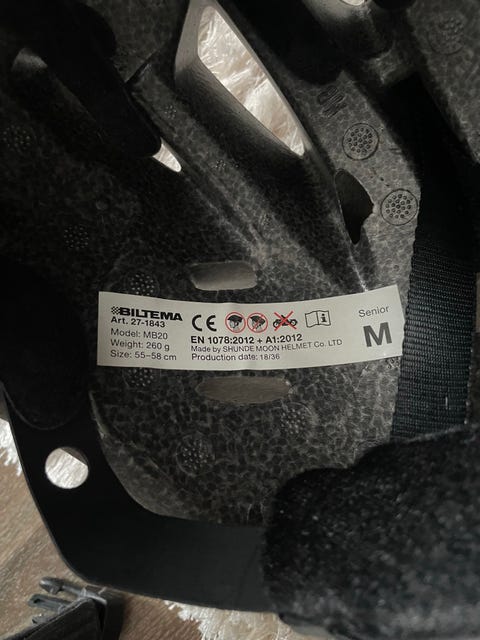 BILTEMA
Art. 27-1843
Model: MB20
Weight: 260 g
Size: 55–58 cm
CE
EN 1078:2012 + A1:2012
Made by SHUNDE MOON HELMET Co. LTD
Production date: 18/36
Senior
M